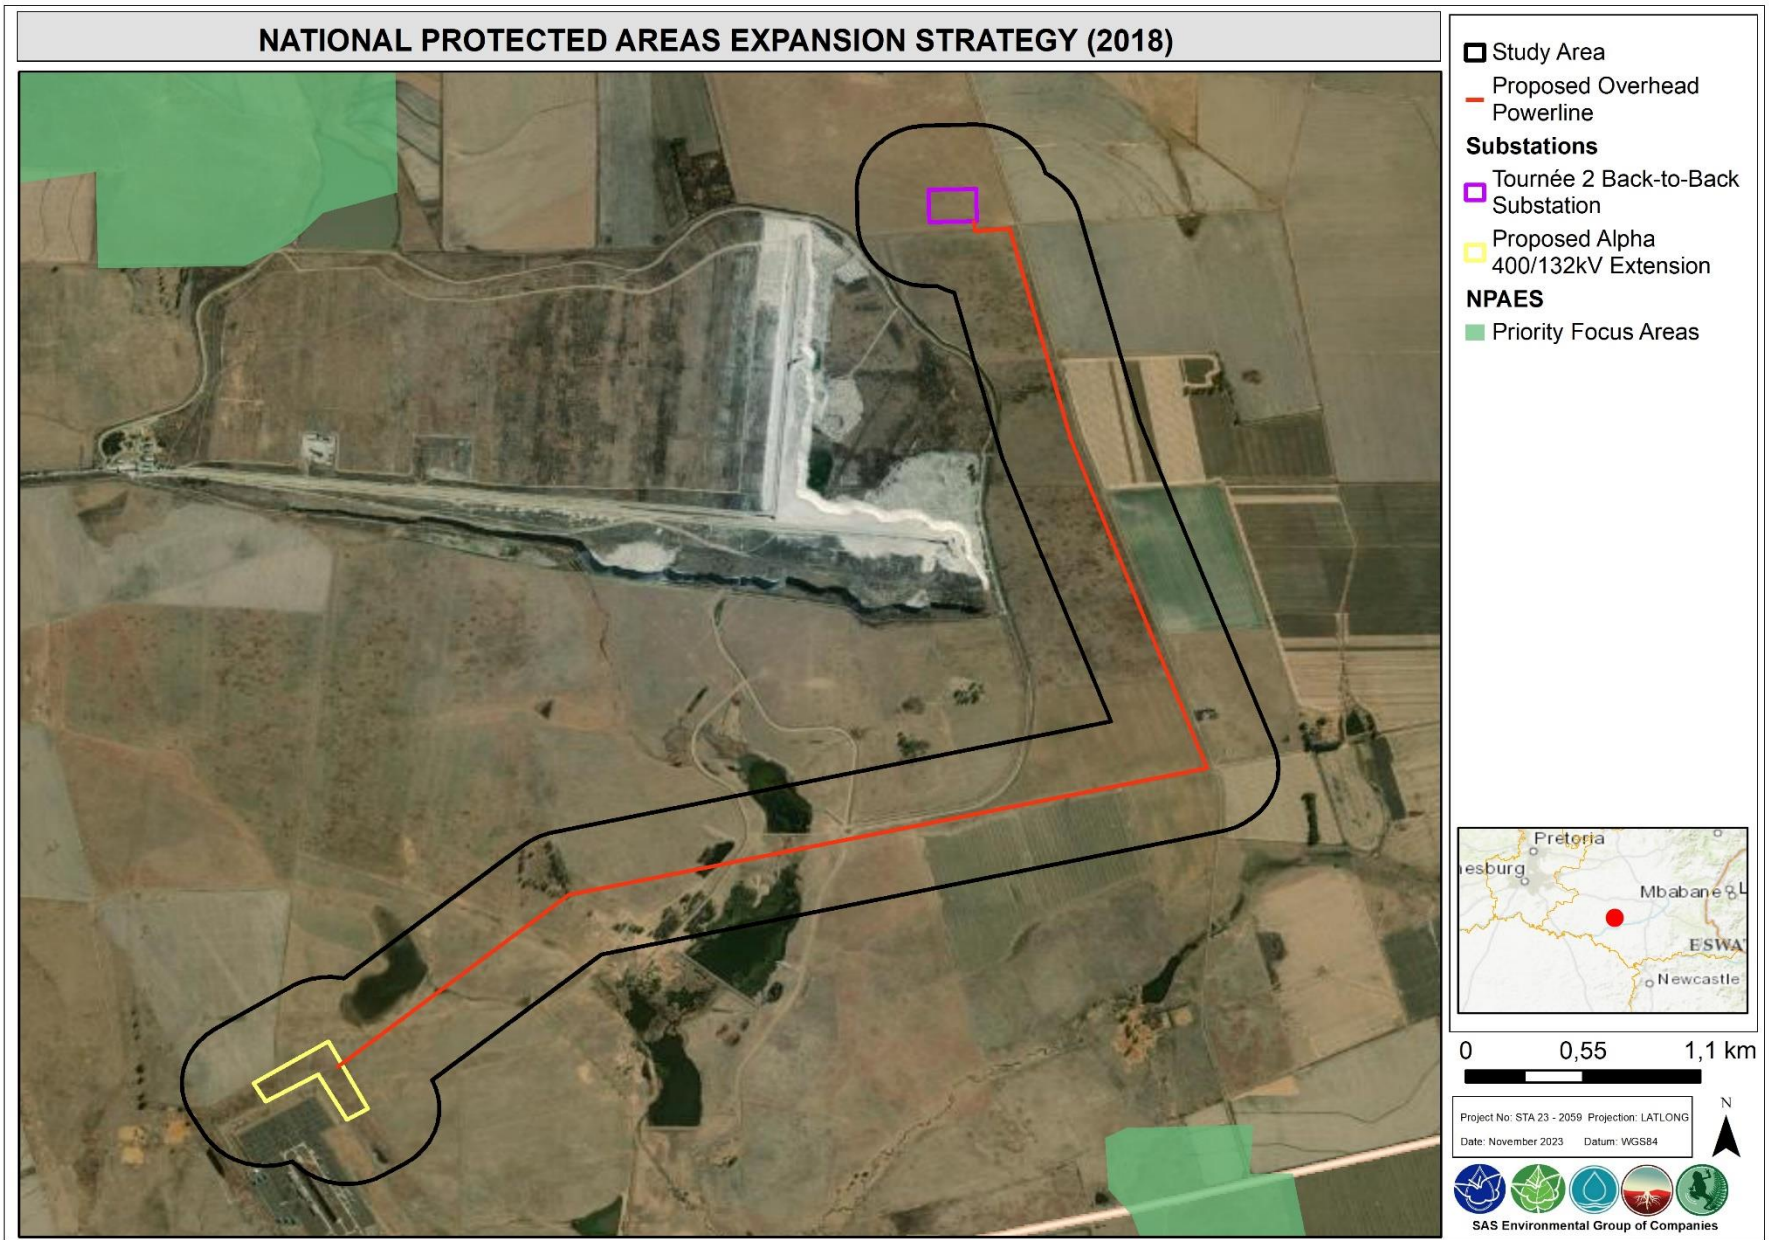 NATIONAL PROTECTED AREAS EXPANSION STRATEGY (2018)
Study Area
Proposed Overhead
Powerline
Substations
Tournée 2 Back-to-Back
Substation
Proposed Alpha
400/132kV Extension
NPAES
Priority Focus Areas
Pretoria
nesburg
Mbabane
L
ESWA
Newcastle
0 0,55 1,1 km
Project No: STA 23 - 2059 Projection: LATLONG
Date: November 2023 Datum: WGS84
N
SAS Environmental Group of Companies